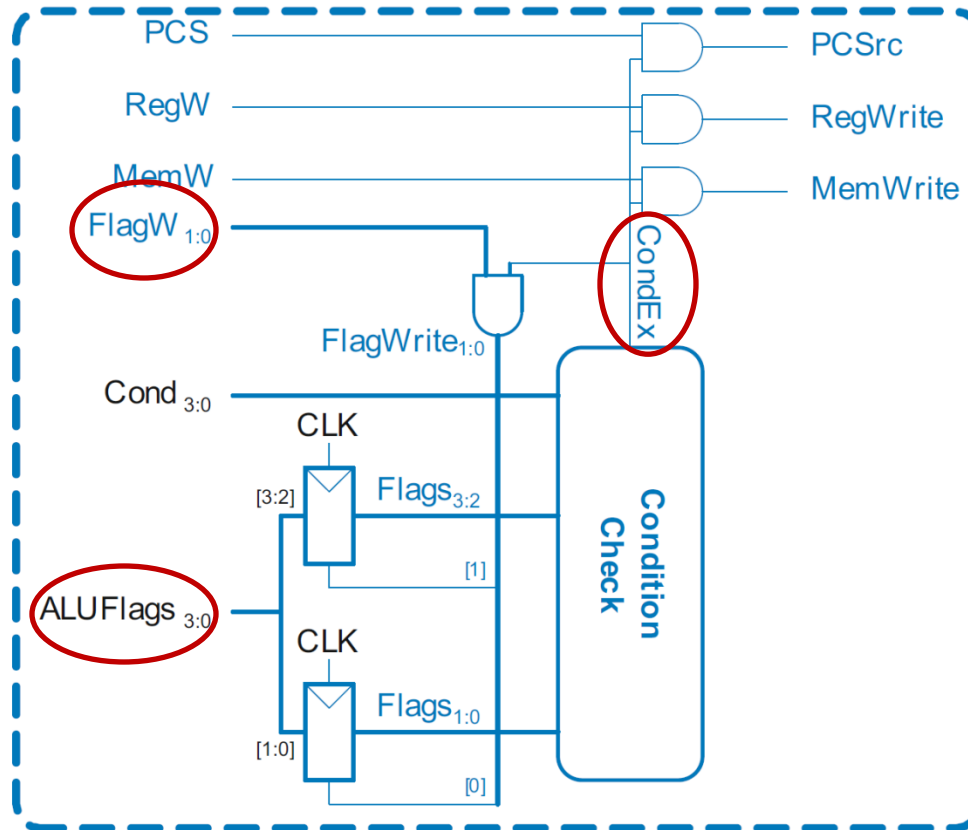 PCS
PCSrc
RegW
RegWrite
MemW
MemWrite
FlagW 1:0
CondEx
FlagWrite1:0
Cond 3:0
CLK
[3:2]
Flags3:2
Condition
Check
[1]
ALUFlags 3:0
CLK
Flags1:0
[1:0]
[0]